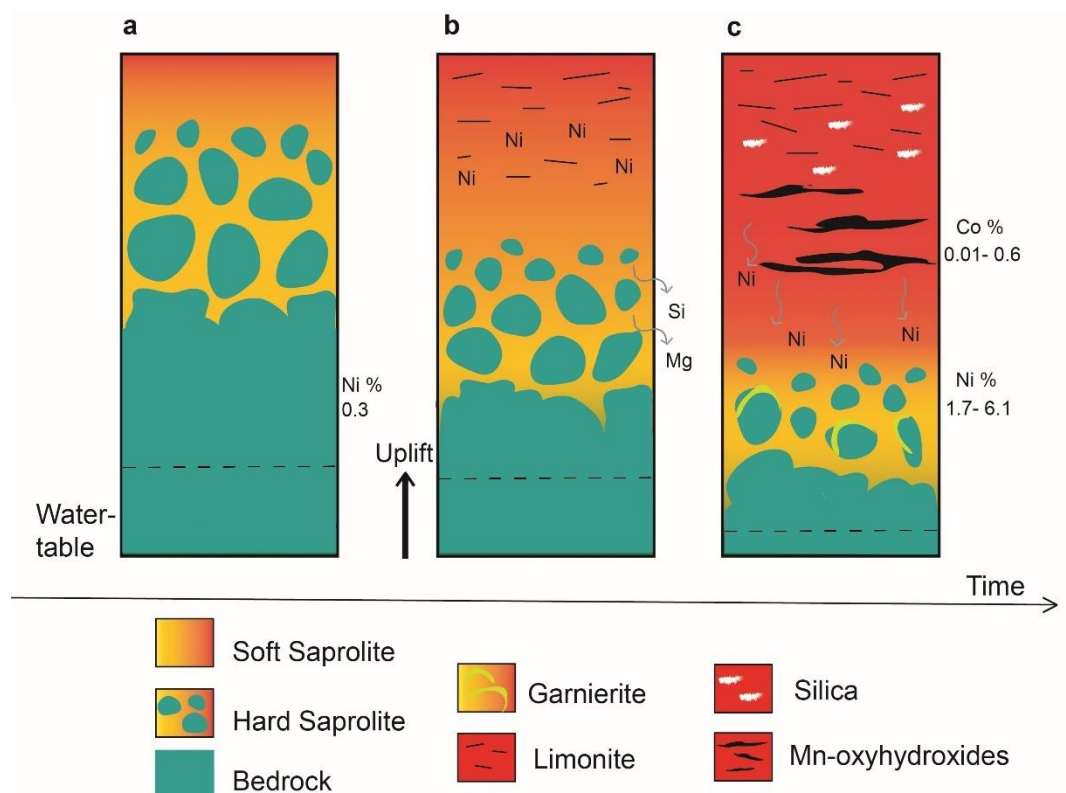 a
b
c
Ni
Ni
Ni
Ni
Si
Mg
Ni %
0.3
Uplift
Water-
table
Co %
0.01- 0.6
Ni
Ni
Ni
Ni
Ni %
1.7- 6.1
Time
Soft Saprolite
Hard Saprolite
Bedrock
Garnierite
Limonite
Silica
Mn-oxyhydroxides